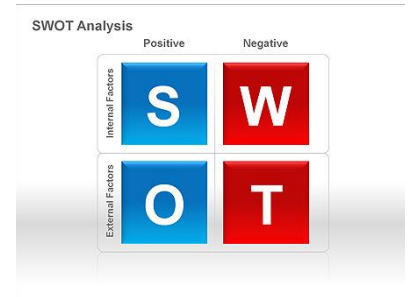 SWOT Analysis
Positive Negative
Internal Factors
S W
External Factors
O T